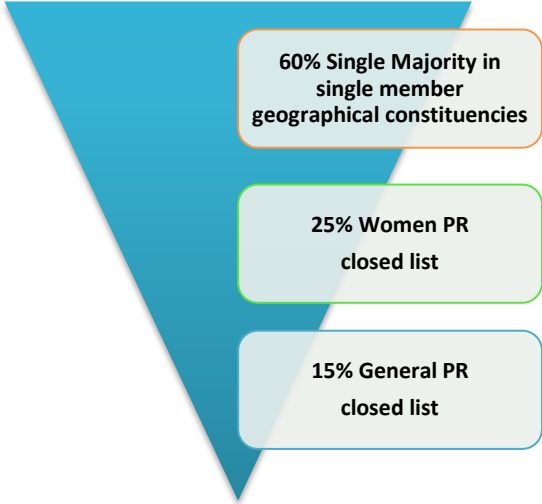 60% Single Majority in
single member
geographical constituencies
25% Women PR
closed list
15% General PR
closed list